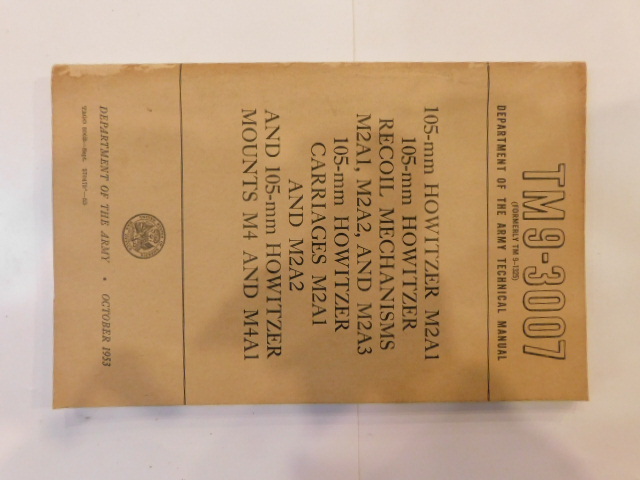 TM 9-3007
(FORMERLY TM 9-1325)
DEPARTMENT OF THE ARMY TECHNICAL MANUAL
105-mm HOWITZER M2A1
105-mm HOWITZER
RECOIL MECHANISMS
M2A1, M2A2, AND M2A3
105-mm HOWITZER
CARRIAGES M2A1
AND M2A2
AND 105-mm HOWITZER
MOUNTS M4 AND M4A1
DEPARTMENT OF THE ARMY • OCTOBER 1953